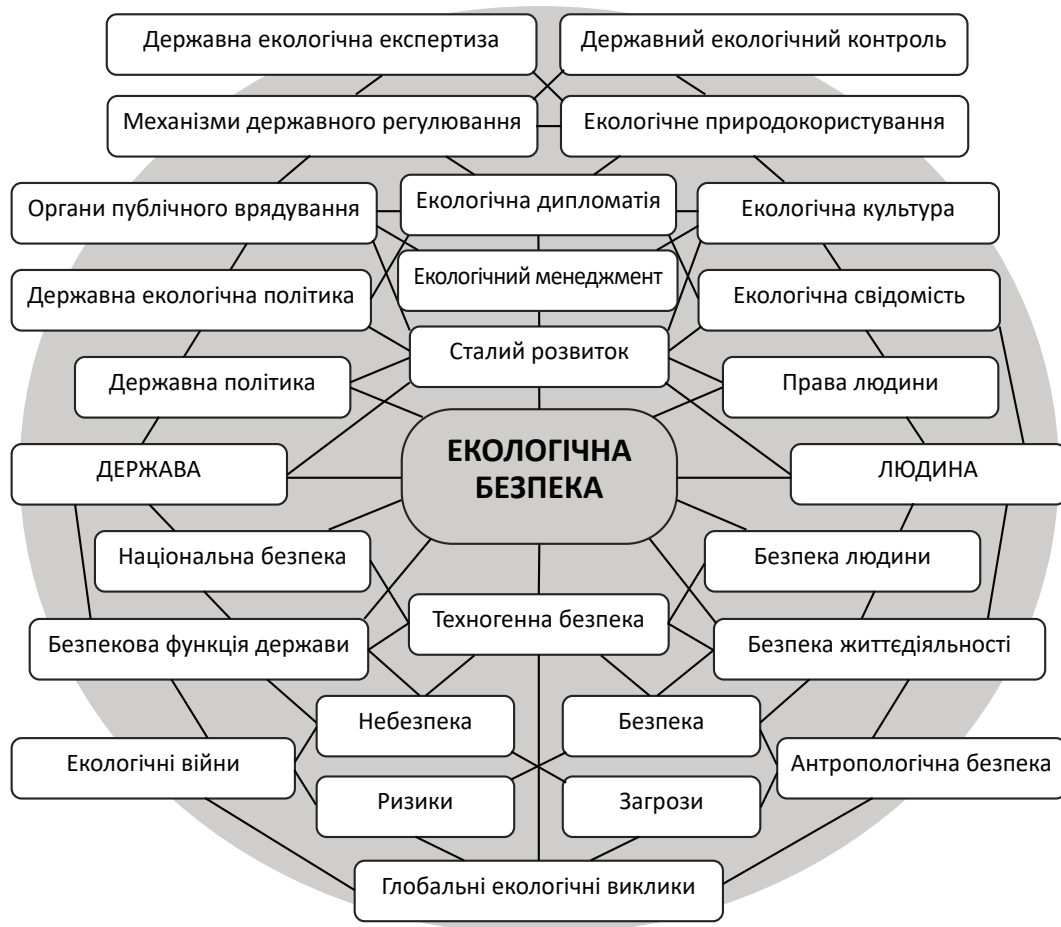 Державна екологічна експертиза
Державний екологічний контроль
Механізми державного регулювання
Екологічне природокористування
Органи публічного врядування
Екологічна дипломатія
Екологічна культура
Екологічний менеджмент
Державна екологічна політика
Екологічна свідомість
Сталий розвиток
Державна політика
Права людини
ЕКОЛОГІЧНА
БЕЗПЕКА
ДЕРЖАВА
ЛЮДИНА
Національна безпека
Безпека людини
Техногенна безпека
Безпекова функція держави
Безпека життєдіяльності
Небезпека
Безпека
Екологічні війни
Антропологічна безпека
Ризики
Загрози
Глобальні екологічні виклики